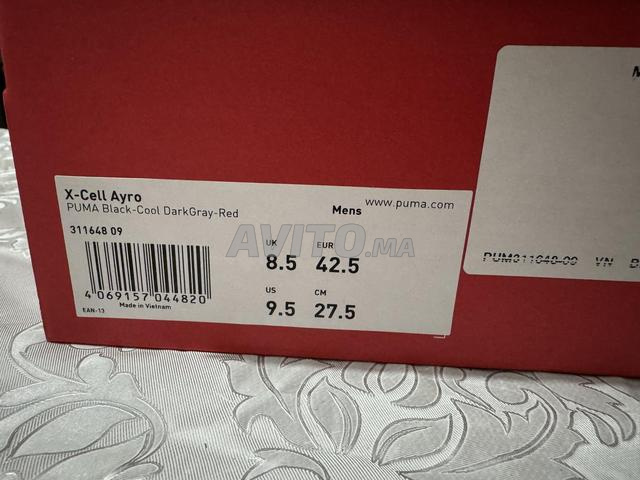 X-Cell Ayro
PUMA Black-Cool DarkGray-Red
Mens
www.puma.com
311648 09
4 069157 044820
Made in Vietnam
EAN-13
UK EUR
8.5 42.5
US CM
9.5 27.5
AVITO.MA
VN